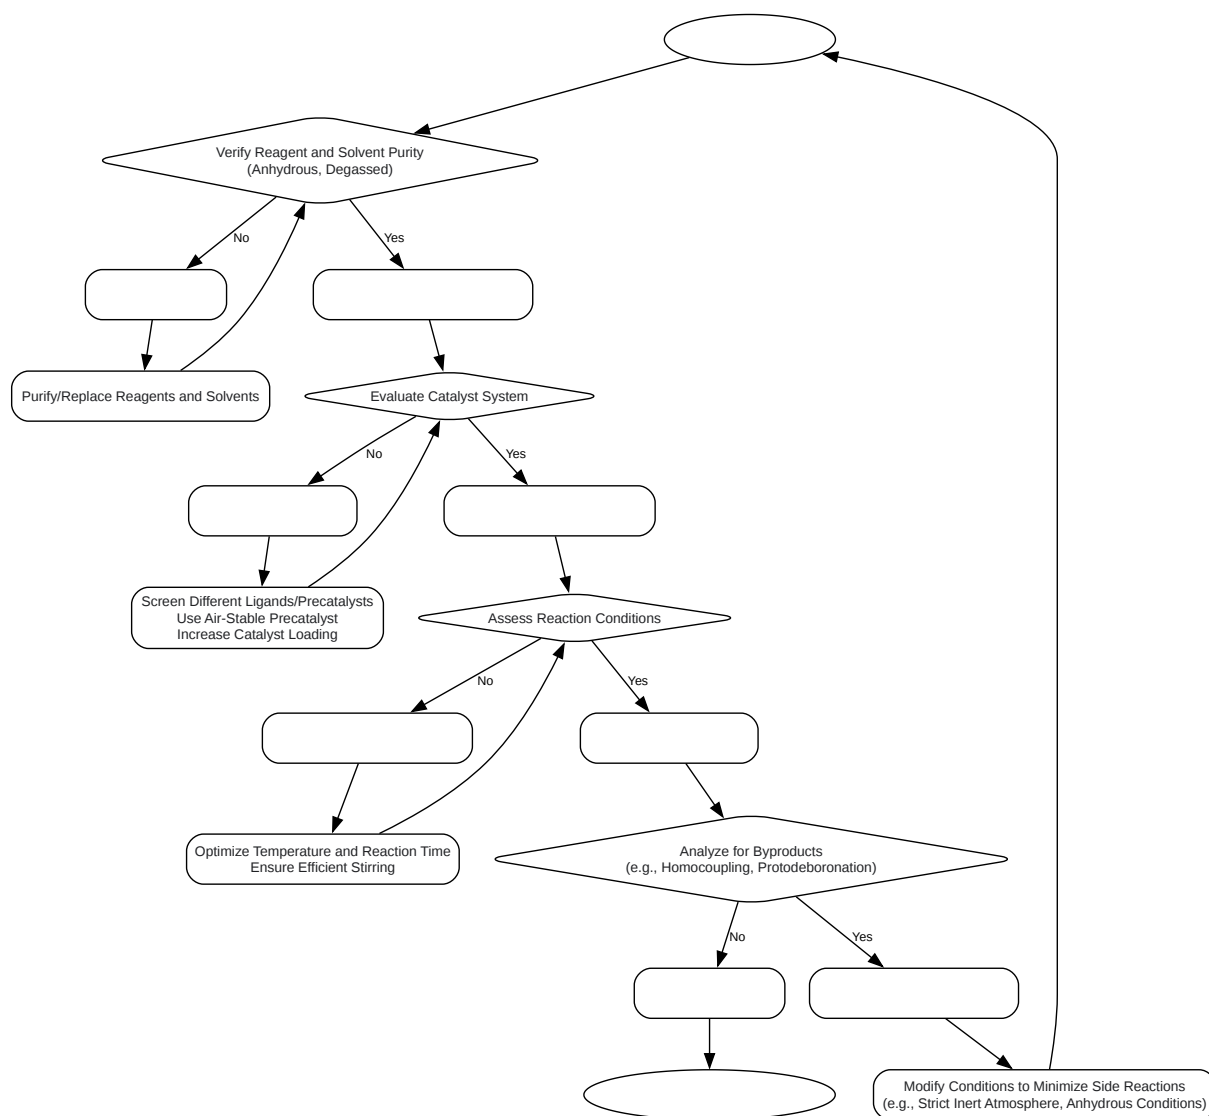 Verify Reagent and Solvent Purity
(Anhydrous, Degassed)
No
Yes
Purify/Replace Reagents and Solvents
Evaluate Catalyst System
No
Yes
Screen Different Ligands/Precatalysts
Use Air-Stable Precatalyst
Increase Catalyst Loading
Assess Reaction Conditions
No
Yes
Optimize Temperature and Reaction Time
Ensure Efficient Stirring
Analyze for Byproducts
(e.g., Homocoupling, Protodeboronation)
No
Yes
Modify Conditions to Minimize Side Reactions
(e.g., Strict Inert Atmosphere, Anhydrous Conditions)